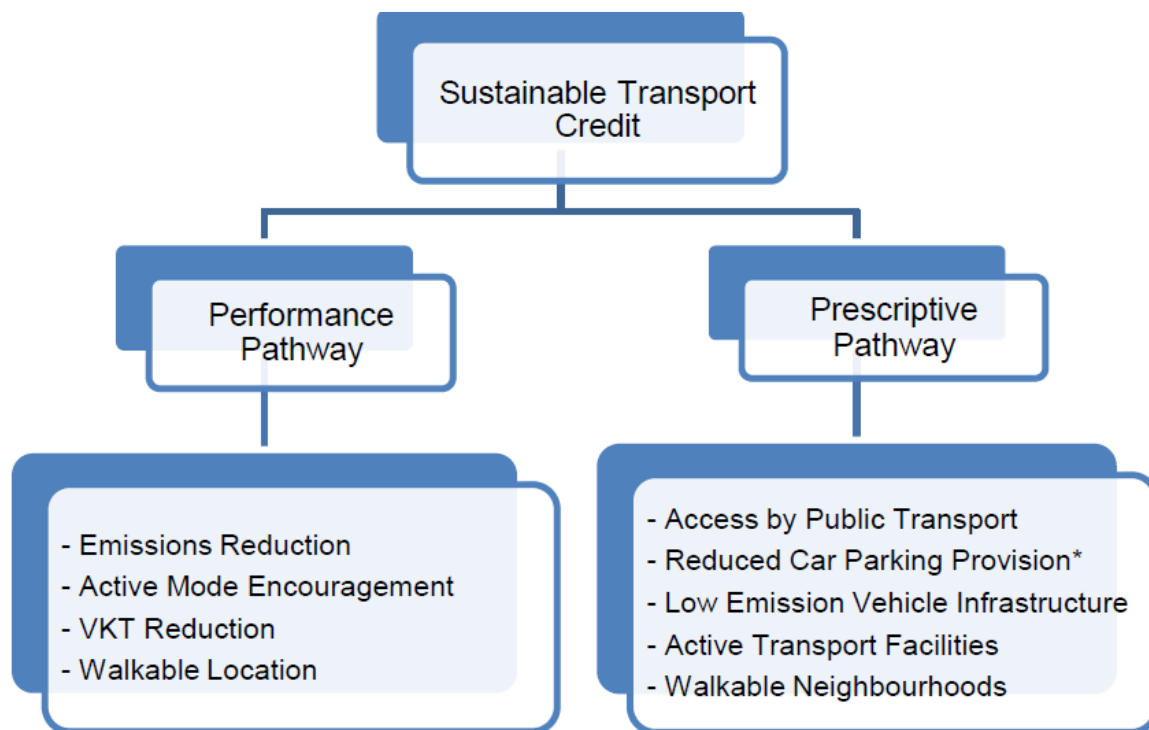 Sustainable Transport
Credit
Performance
Pathway
Prescriptive
Pathway
- Emissions Reduction
- Active Mode Encouragement
- VKT Reduction
- Walkable Location
- Access by Public Transport
- Reduced Car Parking Provision*
- Low Emission Vehicle Infrastructure
- Active Transport Facilities
- Walkable Neighbourhoods